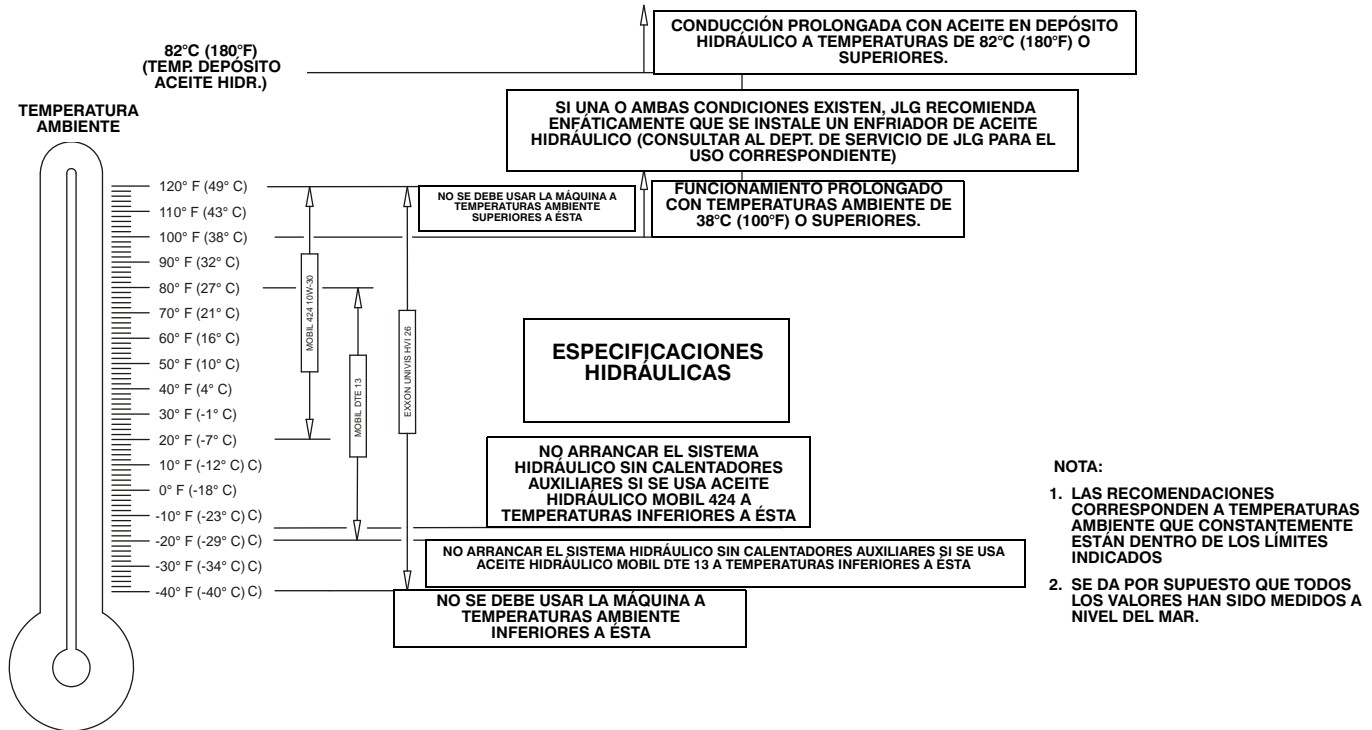 82°C (180°F)
(TEMP. DEPÓSITO
ACEITE HIDR.)
CONDUCCIÓN PROLONGADA CON ACEITE EN DEPÓSITO
HIDRÁULICO A TEMPERATURAS DE 82°C (180°F) O
SUPERIORES.
TEMPERATURA
AMBIENTE
SI UNA O AMBAS CONDICIONES EXISTEN, JLG RECOMIENDA
ENFÁTICAMENTE QUE SE INSTALE UN ENFRIADOR DE ACEITE
HIDRÁULICO (CONSULTAR AL DEPT. DE SERVICIO DE JLG PARA EL
USO CORRESPONDIENTE)
NO SE DEBE USAR LA MÁQUINA A
TEMPERATURAS AMBIENTE
SUPERIORES A ÉSTA
FUNCIONAMIENTO PROLONGADO
CON TEMPERATURAS AMBIENTE DE
38°C (100°F) O SUPERIORES.
120° F (49° C)
110° F (43° C)
100° F (38° C)
90° F (32° C)
80° F (27° C)
70° F (21° C)
60° F (16° C)
50° F (10° C)
40° F (4° C)
30° F (-1° C)
20° F (-7° C)
10° F (-12° C) C)
0° F (-18° C)
-10° F (-23° C) C)
-20° F (-29° C) C)
-30° F (-34° C) C)
-40° F (-40° C) C)
MOBIL 424 10W-30
MOBIL DTE 13
EXXON UNIVIS HVI 26
ESPECIFICACIONES
HIDRÁULICAS
NO ARRANCAR EL SISTEMA
HIDRÁULICO SIN CALENTADORES
AUXILIARES SI SE USA ACEITE
HIDRÁULICO MOBIL 424 A
TEMPERATURAS INFERIORES A ÉSTA
NO ARRANCAR EL SISTEMA HIDRÁULICO SIN CALENTADORES AUXILIARES SI SE USA
ACEITE HIDRÁULICO MOBIL DTE 13 A TEMPERATURAS INFERIORES A ÉSTA
NO SE DEBE USAR LA MÁQUINA A
TEMPERATURAS AMBIENTE
INFERIORES A ÉSTA
NOTA:
1. LAS RECOMENDACIONES
CORRESPONDEN A TEMPERATURAS
AMBIENTE QUE CONSTANTEMENTE
ESTÁN DENTRO DE LOS LÍMITES
INDICADOS
2. SE DA POR SUPUESTO QUE TODOS
LOS VALORES HAN SIDO MEDIDOS A
NIVEL DEL MAR.